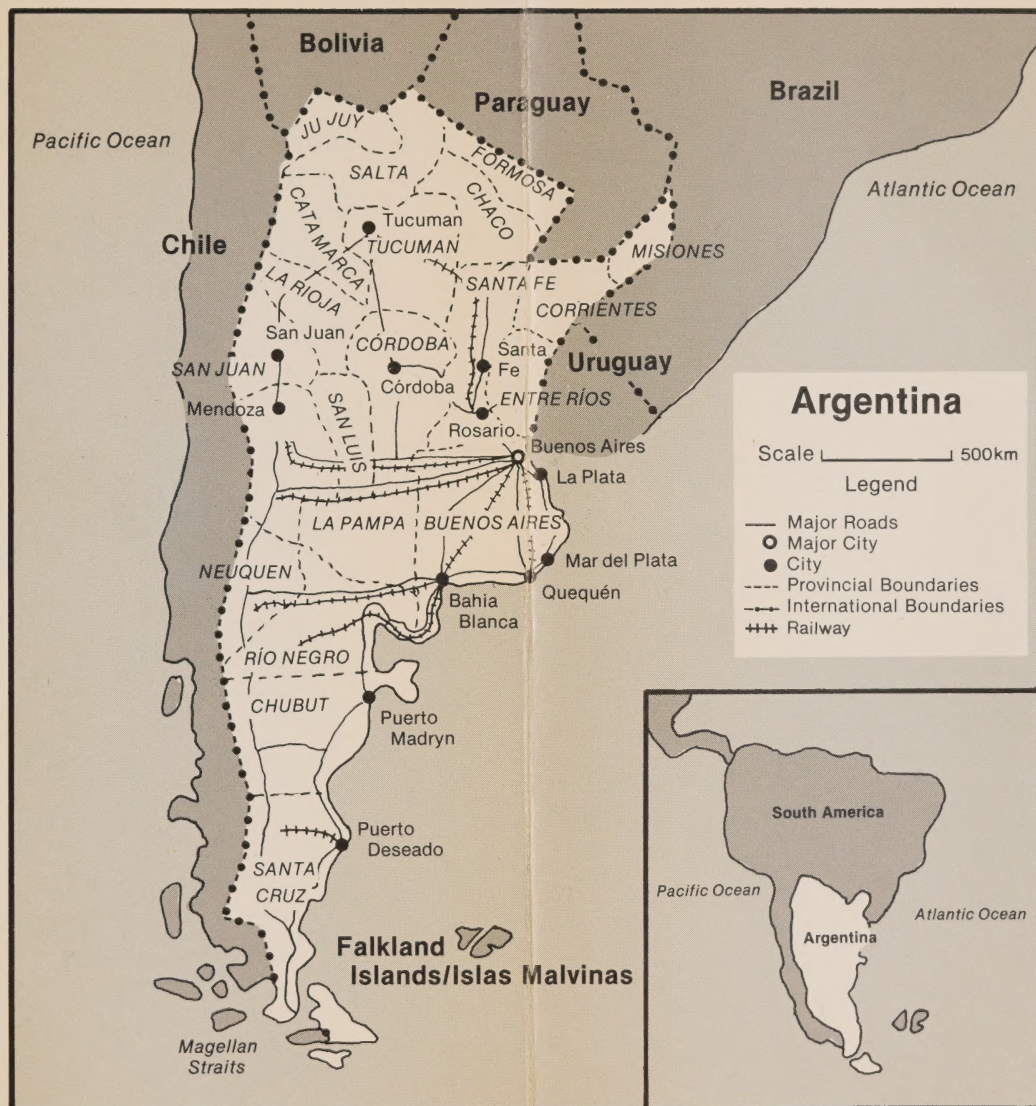 Bolivia
Paraguay
Brazil
Pacific Ocean
Atlantic Ocean
Chile
Uruguay
JU JUY
SALTA
FORMOSA
CHACO
CATA MARCA
Tucuman
TUCUMAN
MISIONES
SANTA FE
LA RIOJA
CORRIENTES
San Juan
CÓRDOBA
Santa
Fe
SAN JUAN
Córdoba
ENTRE RÍOS
Mendoza
SAN LUIS
Rosario
Buenos Aires
La Plata
LA PAMPA
BUENOS AIRES
Mar del Plata
NEUQUEN
Bahia
Blanca
Quequén
RÍO NEGRO
CHUBUT
Puerto
Madryn
Puerto
Deseado
SANTA
CRUZ
Falkland
Islands/Islas Malvinas
Magellan
Straits
Argentina
Scale 500km
Legend
Major Roads
Major City
City
Provincial Boundaries
International Boundaries
Railway
South America
Pacific Ocean
Atlantic Ocean
Argentina